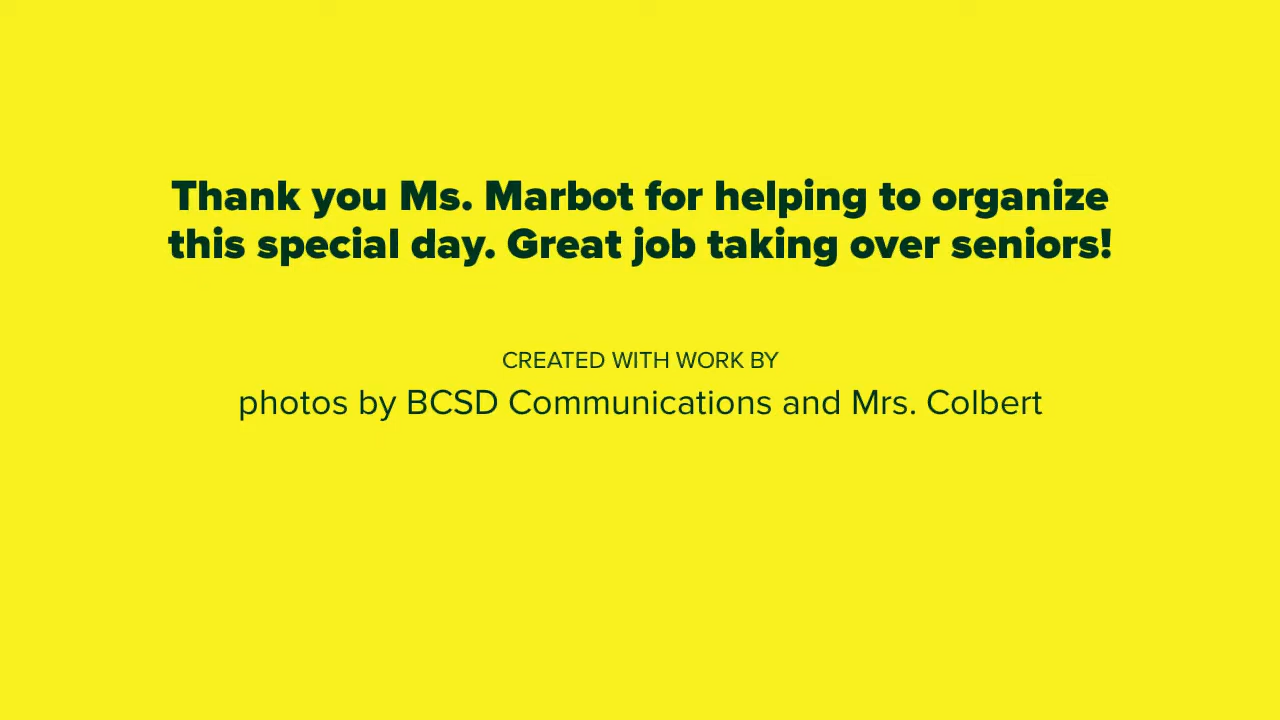 Thank you Ms. Marbot for helping to organize
this special day. Great job taking over seniors!
CREATED WITH WORK BY
photos by BCSD Communications and Mrs. Colbert